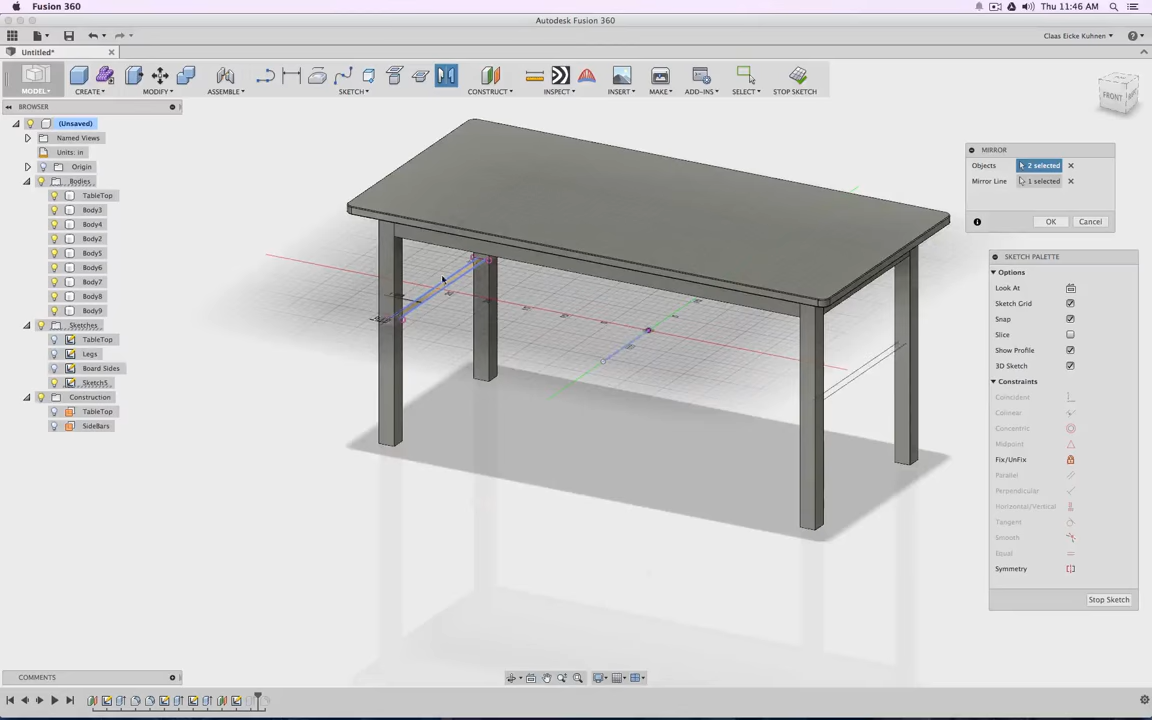 Fusion 360
Thu 11:46 AM
Autodesk Fusion 360
Claas Eicke Kuhnen
Untitled*
MODEL
CREATE
MODIFY
ASSEMBLE
SKETCH
CONSTRUCT
INSPECT
INSERT
MAKE
ADD-INS
SELECT
STOP SKETCH
BROWSER
(Unsaved)
Named Views
Units: in
Origin
Bodies
TableTop
Body3
Body4
Body2
Body5
Body6
Body7
Body8
Body9
Sketches
TableTop
Legs
Board Sides
Sketch5
Construction
TableTop
SideBars
FRONT
MIRROR
Objects 2 selected
Mirror Line 1 selected
OK Cancel
SKETCH PALETTE
Options
Look At
Sketch Grid
Snap
Slice
Show Profile
3D Sketch
Constraints
Coincident
Colinear
Concentric
Midpoint
Fix/UnFix
Parallel
Perpendicular
Horizontal/Vertical
Tangent
Smooth
Equal
Symmetry
Stop Sketch
COMMENTS